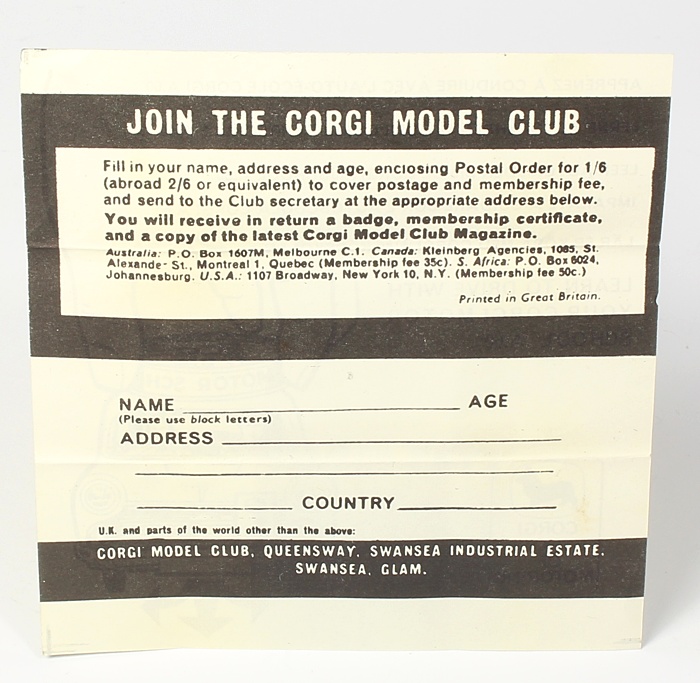 JOIN THE CORGI MODEL CLUB
Fill in your name, address and age, enclosing Postal Order for 1/6
(abroad 2/6 or equivalent) to cover postage and membership fee,
and send to the Club secretary at the appropriate address below.
You will receive in return a badge, membership certificate,
and a copy of the latest Corgi Model Club Magazine.
Australia: P.O. Box 1607M, Melbourne C.1. Canada: Kleinberg Agencies, 1085, St.
Alexande· St., Montreal 1, Quebec (Membership fee 35c). S. Africa: P.O. Box 6024,
Johannesburg. U.S.A.: 1107 Broadway, New York 10, N.Y. (Membership fee 50c.)
Printed in Great Britain.
NAME AGE
(Please use block letters)
ADDRESS
COUNTRY
U.K. and parts of the world other than the above:
CORGI MODEL CLUB, QUEENSWAY, SWANSEA INDUSTRIAL ESTATE,
SWANSEA, GLAM.